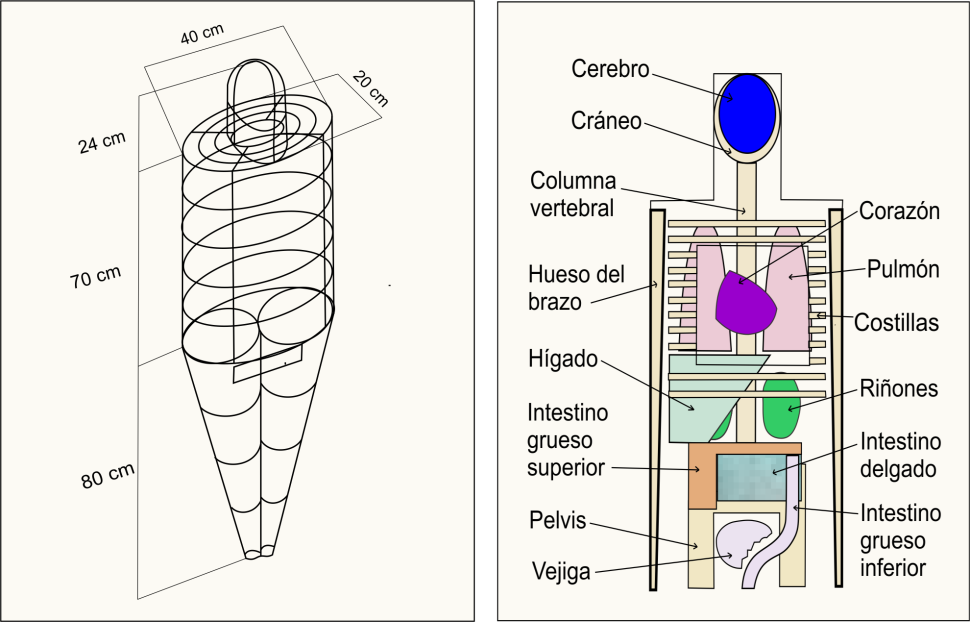 40 cm
20 cm
24 cm
70 cm
80 cm
Cerebro
Cráneo
Columna
vertebral
Hueso del
brazo
Hígado
Intestino
grueso
superior
Pelvis
Vejiga
Corazón
Pulmón
Costillas
Riñones
Intestino
delgado
Intestino
grueso
inferior